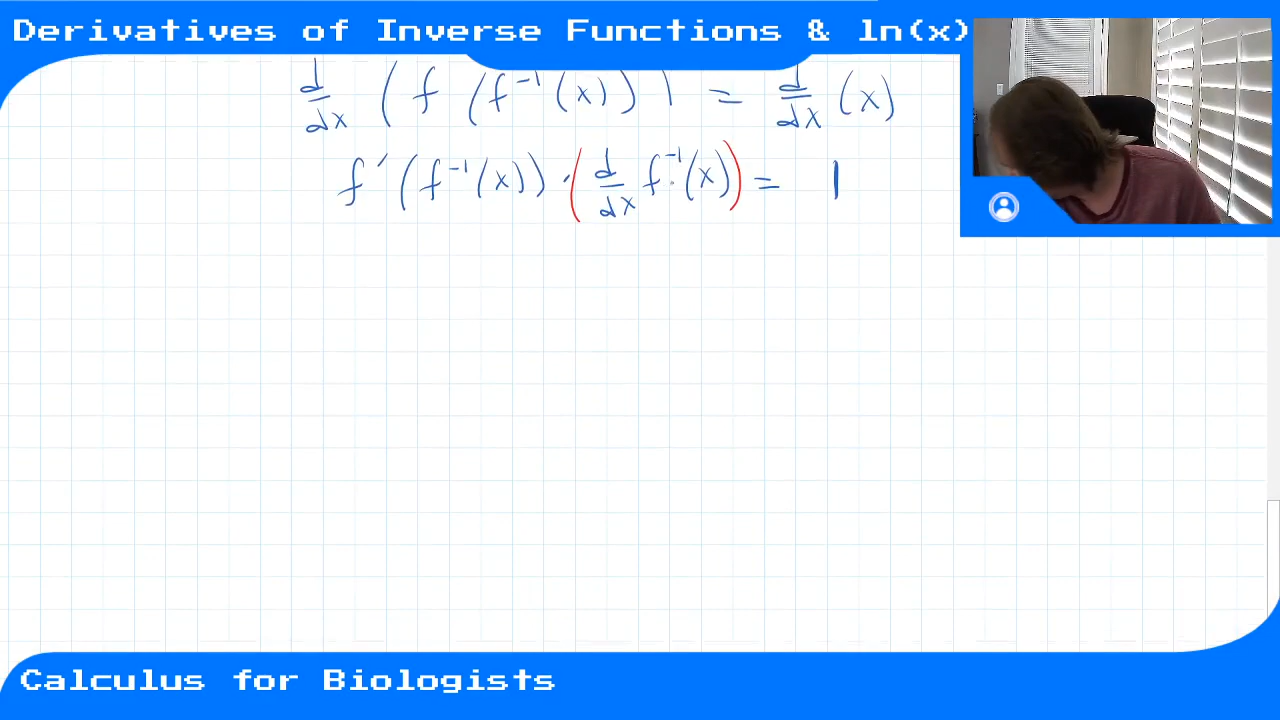 Derivatives of Inverse Functions & ln(x)
d/dx (f (f⁻¹(x))) = d/dx (x)
f′(f⁻¹(x)) · (d/dx f⁻¹(x)) = 1
Calculus for Biologists